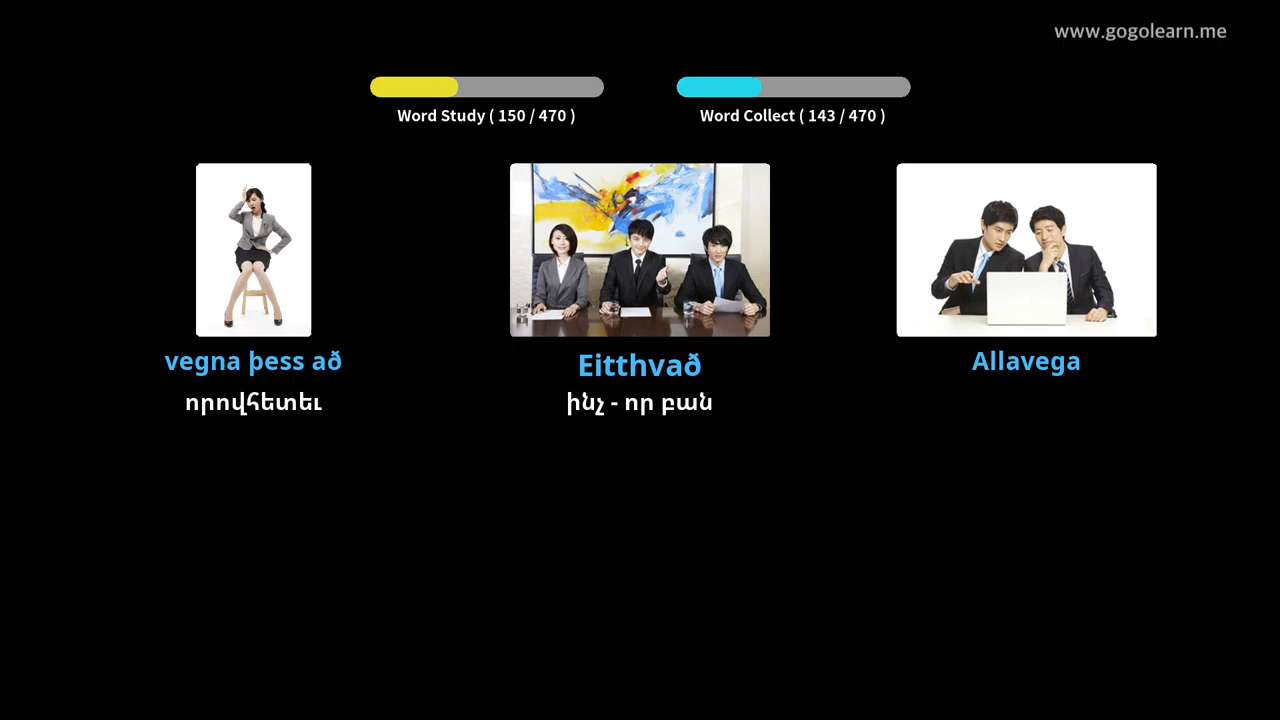 www.gogolearn.me
Word Study ( 150 / 470 )
Word Collect ( 143 / 470 )
vegna þess að
Eitthvað
Allavega
որովհետեւ
ինչ - որ բան